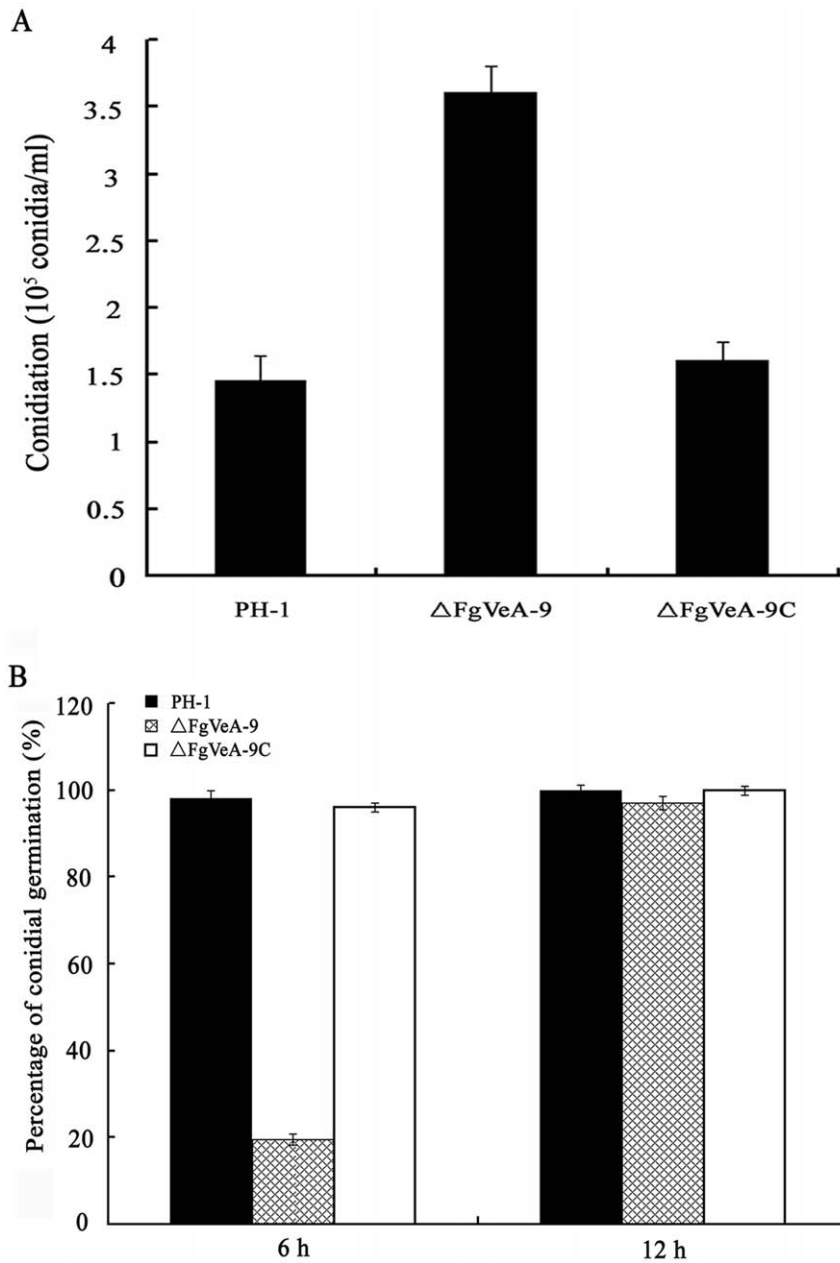 A
Conidiation (10⁵ conidia/ml)
4
3.5
3
2.5
2
1.5
1
0.5
0
PH-1
△FgVeA-9
△FgVeA-9C
B
Percentage of conidial germination (%)
PH-1
△FgVeA-9
△FgVeA-9C
120
100
80
60
40
20
0
6 h
12 h